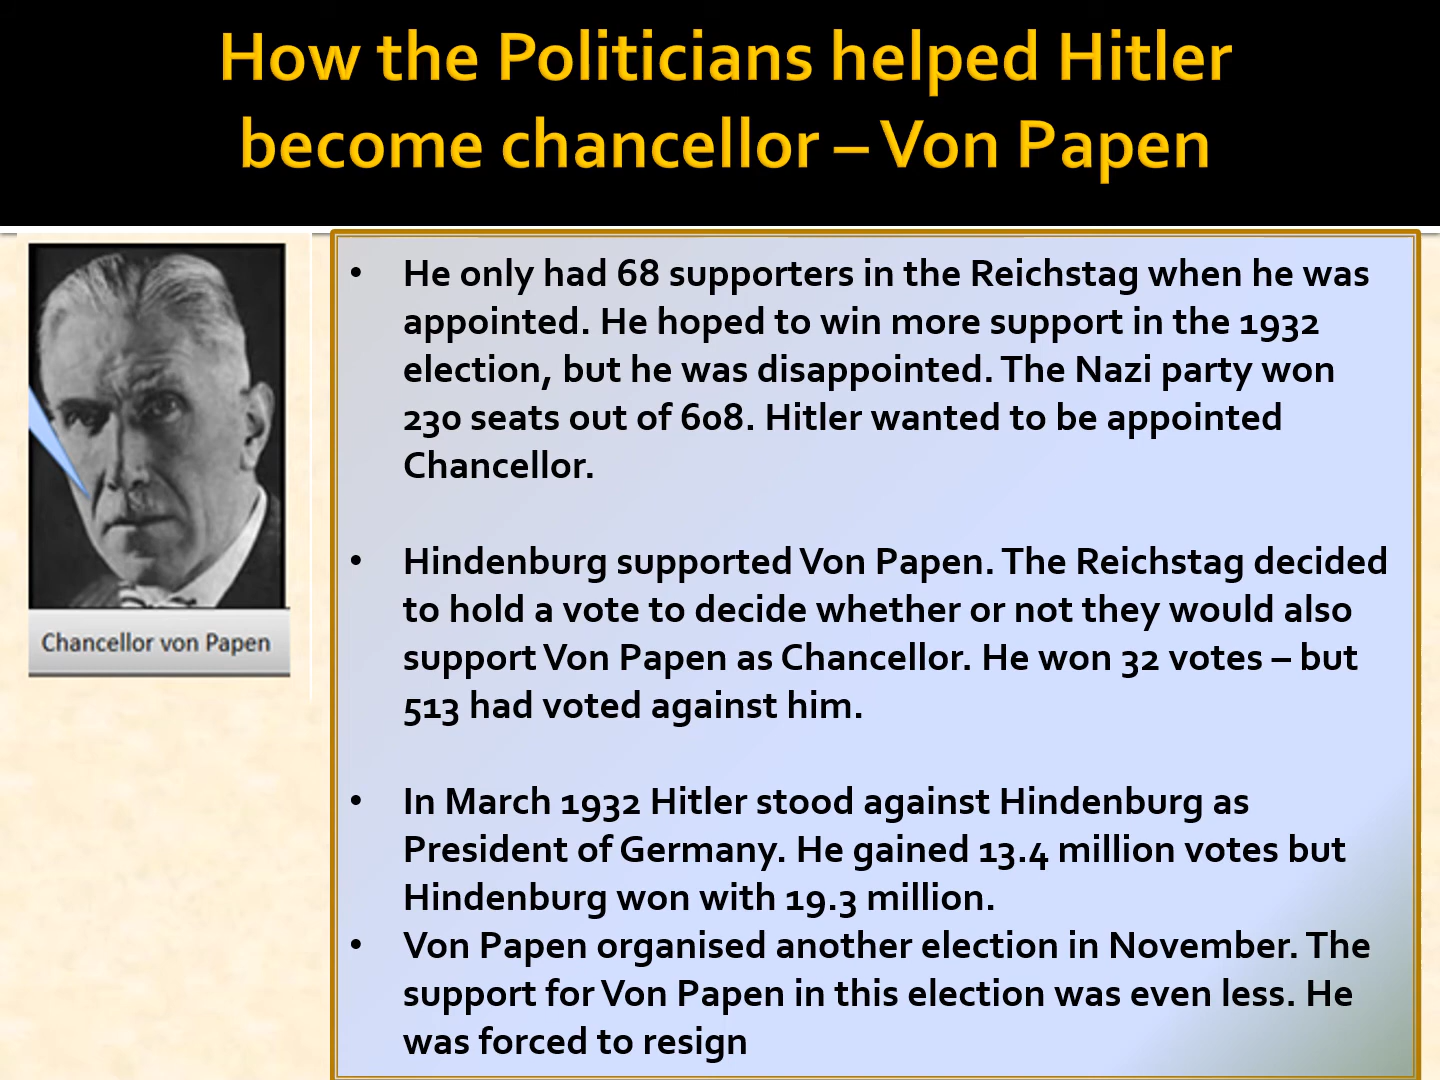 How the Politicians helped Hitler
become chancellor – Von Papen
Chancellor von Papen
• He only had 68 supporters in the Reichstag when he was
appointed. He hoped to win more support in the 1932
election, but he was disappointed. The Nazi party won
230 seats out of 608. Hitler wanted to be appointed
Chancellor.
• Hindenburg supported Von Papen. The Reichstag decided
to hold a vote to decide whether or not they would also
support Von Papen as Chancellor. He won 32 votes – but
513 had voted against him.
• In March 1932 Hitler stood against Hindenburg as
President of Germany. He gained 13.4 million votes but
Hindenburg won with 19.3 million.
• Von Papen organised another election in November. The
support for Von Papen in this election was even less. He
was forced to resign